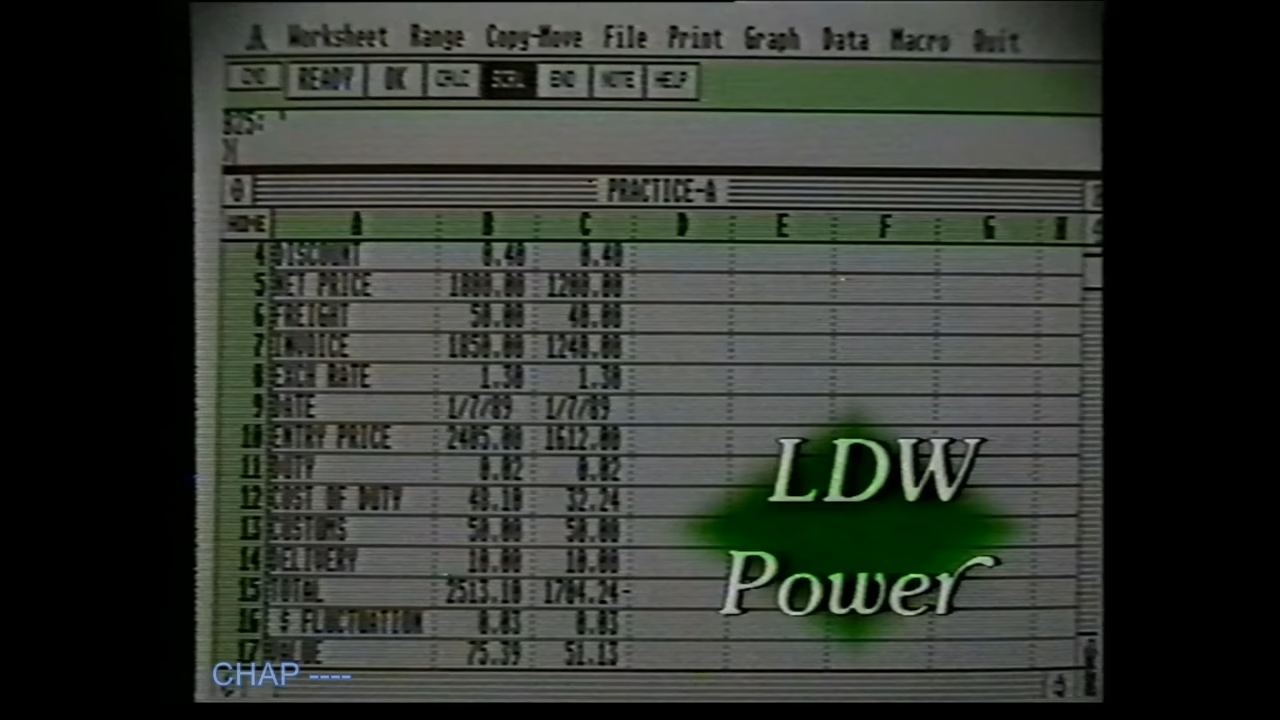 Worksheet Range Copy-Move File Print Graph Data Macro Quit
READY OK CALC SCRL END NOTE HELP
B25: '
PRACTICE-A
HOME A B C D E F G H
4 DISCOUNT 0.40 0.40
5 NET PRICE 1800.00 1200.00
6 FREIGHT 50.00 40.00
7 INVOICE 1850.00 1240.00
8 EXCH RATE 1.30 1.30
9 DATE 1/7/89 1/7/89
10 ENTRY PRICE 2405.00 1612.00
11 DUTY 0.02 0.02
12 COST OF DUTY 48.10 32.24
13 CUSTOMS 50.00 50.00
14 DELIVERY 10.00 10.00
15 TOTAL 2513.10 1704.24-
16 $ FLUCTUATION 0.03 0.03
17 VALUE 75.39 51.13
LDW
Power
CHAP ----